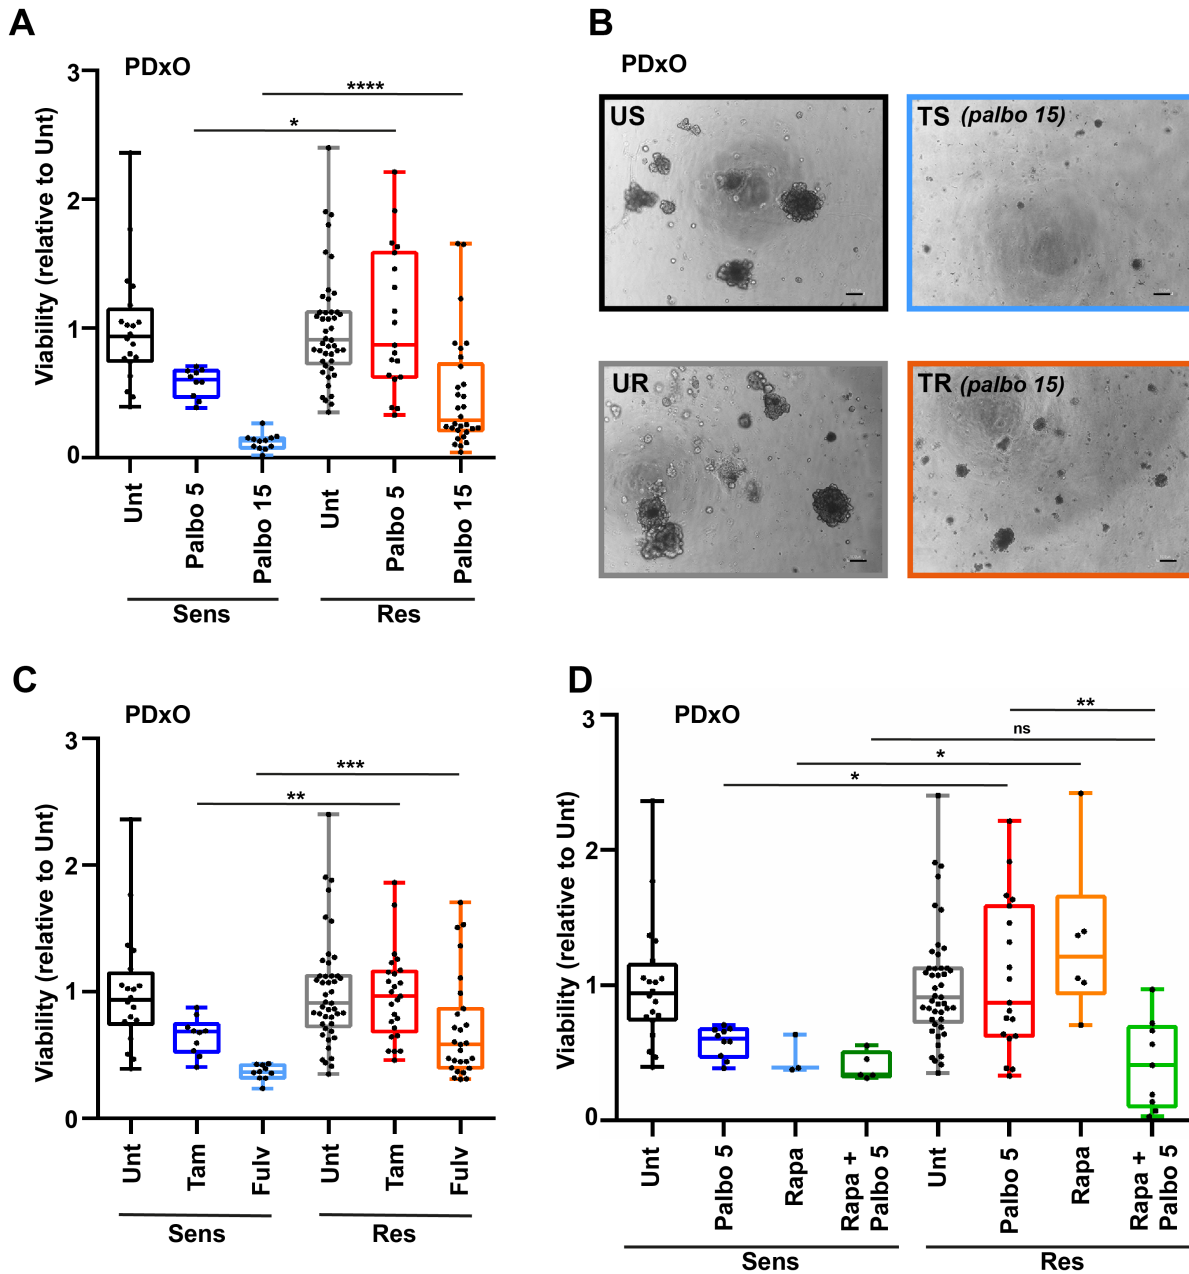 A
PDxO
Viability (relative to Unt)
3
2
1
0
****
*
Unt
Palbo 5
Palbo 15
Unt
Palbo 5
Palbo 15
Sens
Res
B
PDxO
US
TS (palbo 15)
UR
TR (palbo 15)
C
PDxO
Viability (relative to Unt)
3
2
1
0
***
**
Unt
Tam
Fulv
Unt
Tam
Fulv
Sens
Res
D
PDxO
Viability (relative to Unt)
3
2
1
0
**
ns
*
*
Unt
Palbo 5
Rapa
Rapa +
Palbo 5
Unt
Palbo 5
Rapa
Rapa +
Palbo 5
Sens
Res